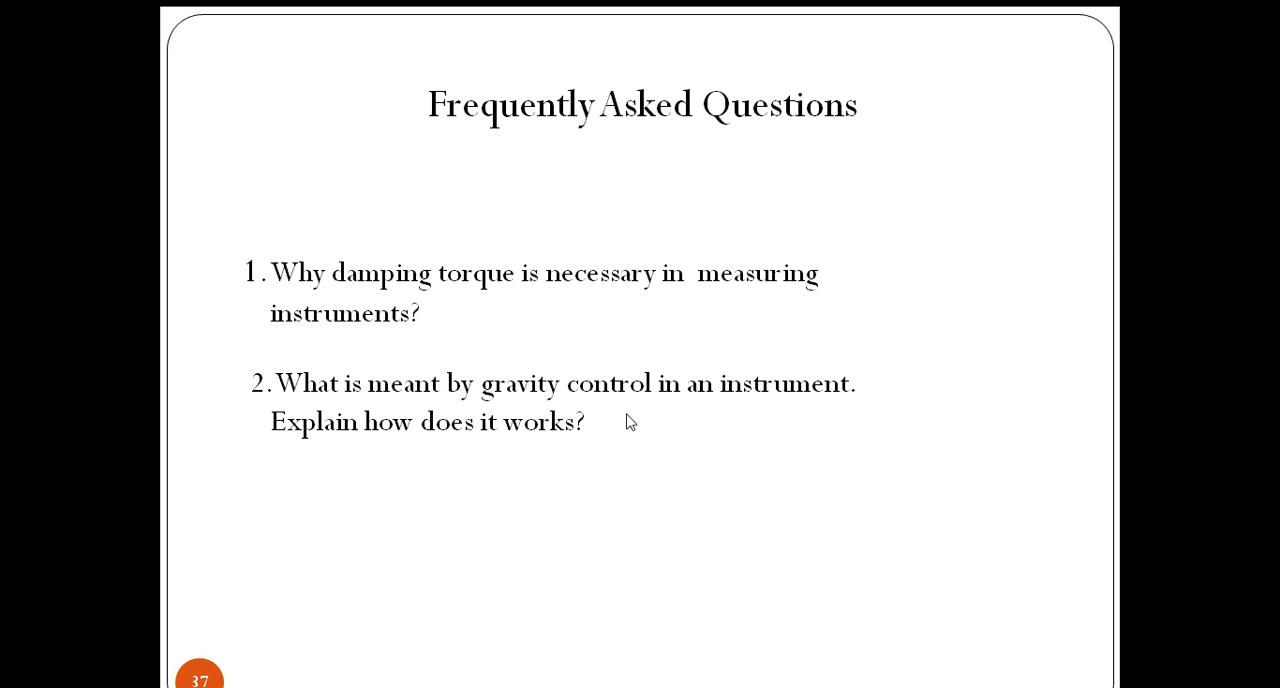 Frequently Asked Questions
1. Why damping torque is necessary in measuring
instruments?
2. What is meant by gravity control in an instrument.
Explain how does it works?
37